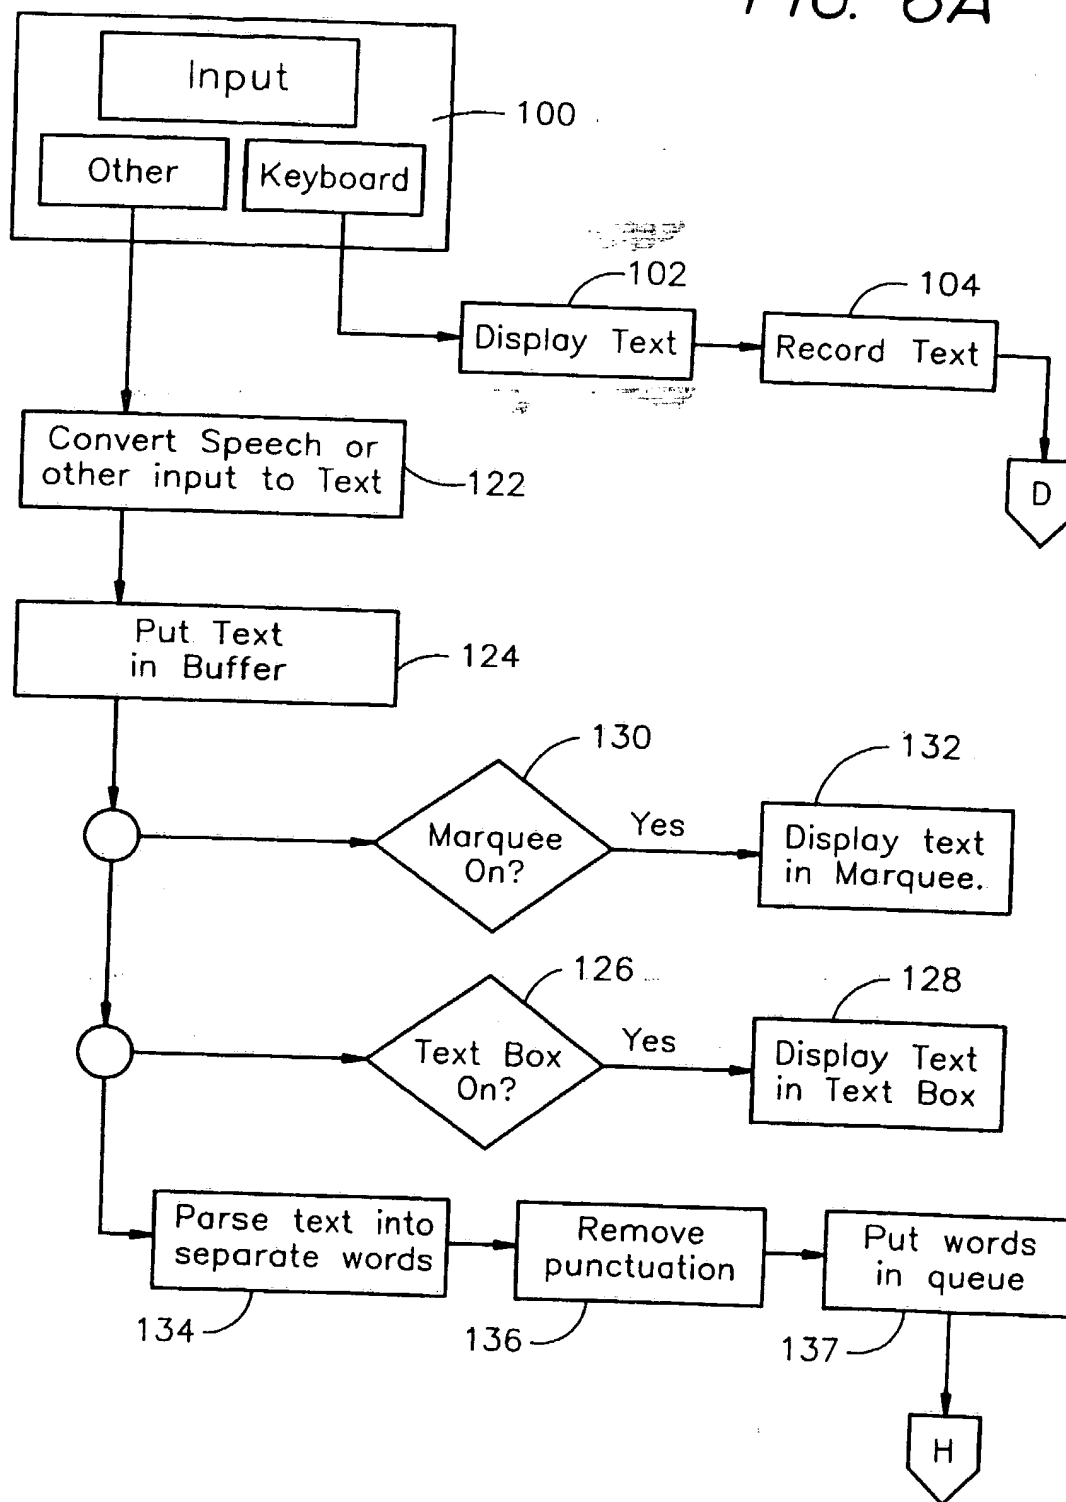 FIG. 6A
Input
100
Other
Keyboard
102
104
Display Text
Record Text
Convert Speech or
other input to Text
122
D
Put Text
in Buffer
124
130
132
Marquee
On?
Yes
Display text
in Marquee.
126
128
Text Box
On?
Yes
Display Text
in Text Box
Parse text into
separate words
Remove
punctuation
Put words
in queue
134
136
137
H